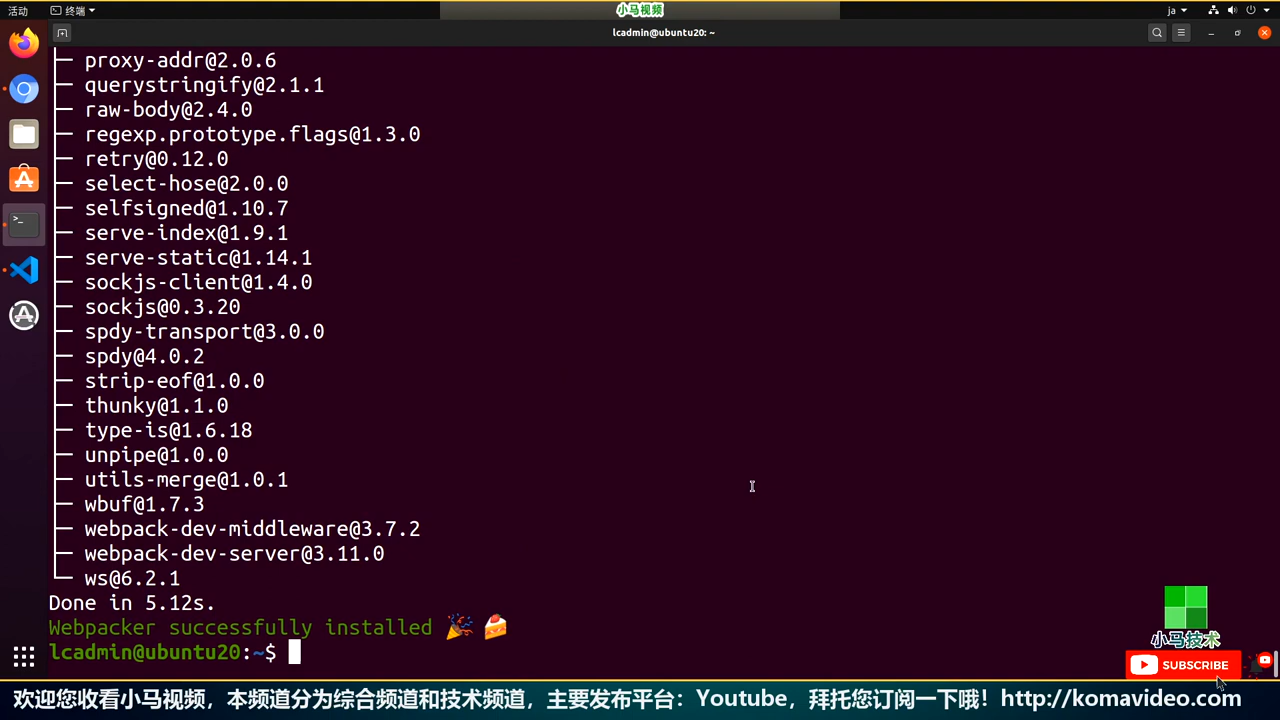 活动
终端
小马视频
ja
lcadmin@ubuntu20: ~
proxy-addr@2.0.6
querystringify@2.1.1
raw-body@2.4.0
regexp.prototype.flags@1.3.0
retry@0.12.0
select-hose@2.0.0
selfsigned@1.10.7
serve-index@1.9.1
serve-static@1.14.1
sockjs-client@1.4.0
sockjs@0.3.20
spdy-transport@3.0.0
spdy@4.0.2
strip-eof@1.0.0
thunky@1.1.0
type-is@1.6.18
unpipe@1.0.0
utils-merge@1.0.1
wbuf@1.7.3
webpack-dev-middleware@3.7.2
webpack-dev-server@3.11.0
ws@6.2.1
Done in 5.12s.
Webpacker successfully installed 🎉 🍰
lcadmin@ubuntu20:~$
小马技术
SUBSCRIBE
欢迎您收看小马视频，本频道分为综合频道和技术频道，主要发布平台：Youtube，拜托您订阅一下哦！http://komavideo.com